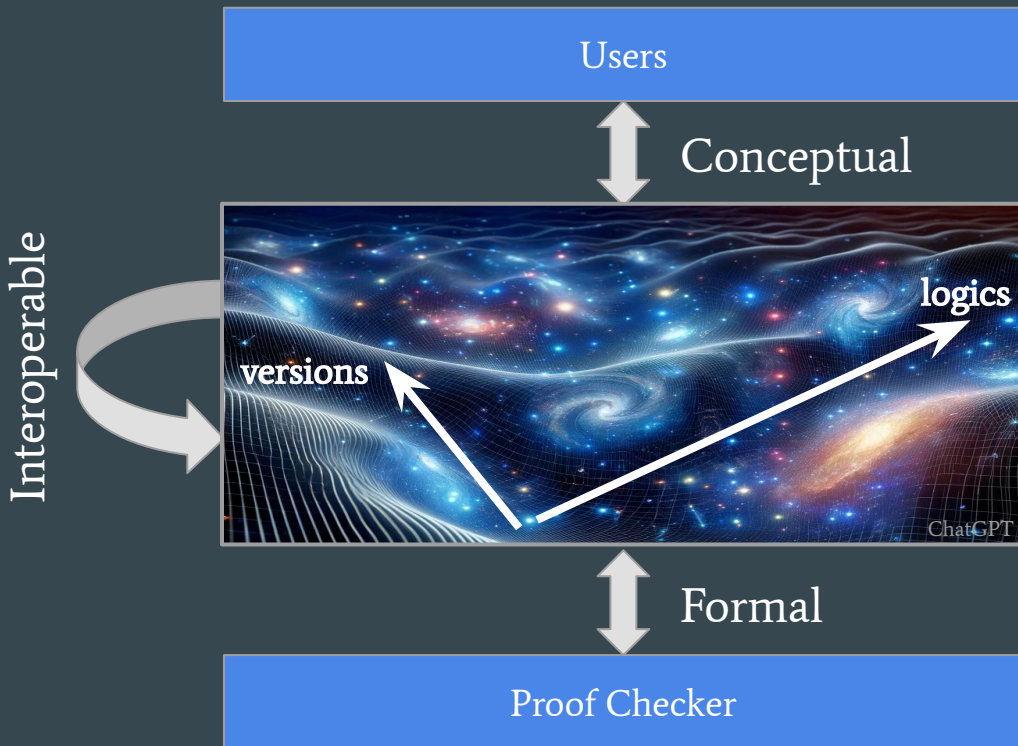 Users
Conceptual
Interoperable
logics
versions
ChatGPT
Formal
Proof Checker